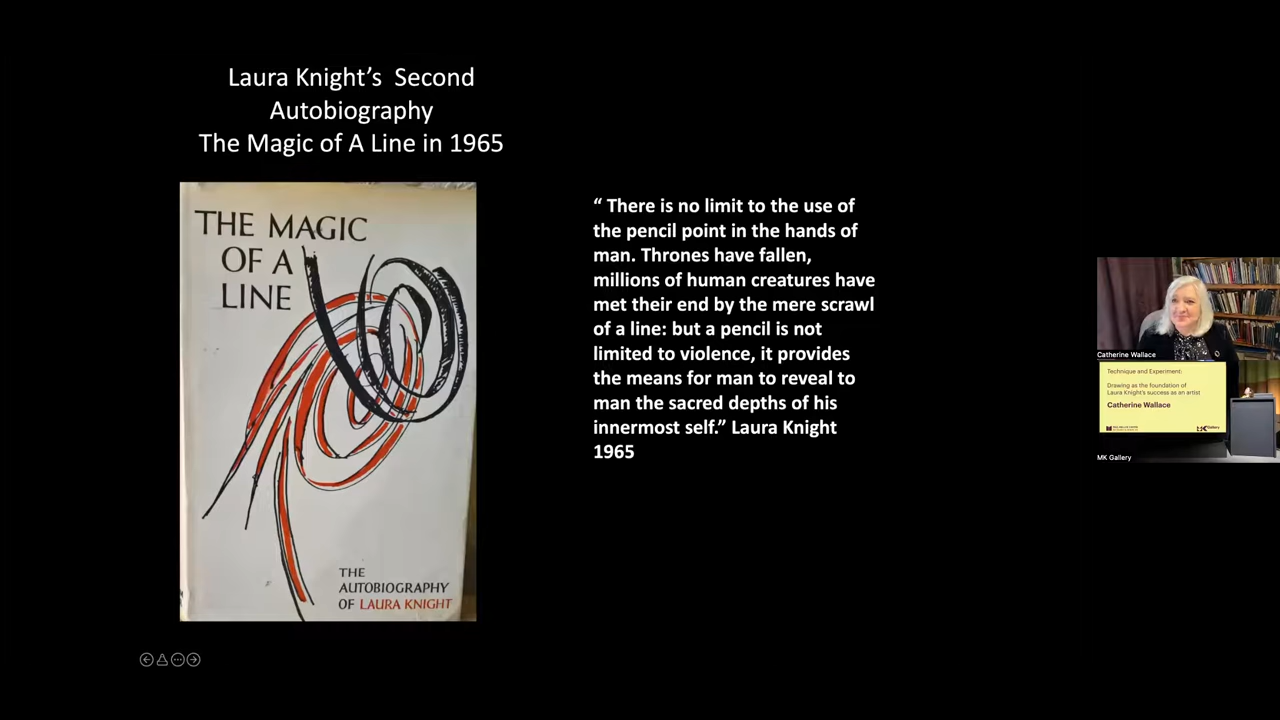 Laura Knight's  Second
Autobiography
The Magic of A Line in 1965
THE MAGIC
OF A
LINE
THE
AUTOBIOGRAPHY
OF LAURA KNIGHT
“ There is no limit to the use of
the pencil point in the hands of
man. Thrones have fallen,
millions of human creatures have
met their end by the mere scrawl
of a line: but a pencil is not
limited to violence, it provides
the means for man to reveal to
man the sacred depths of his
innermost self.” Laura Knight
1965
Catherine Wallace
Technique and Experiment:
Drawing as the foundation of
Laura Knight's success as an artist
Catherine Wallace
MK Gallery
MK Gallery